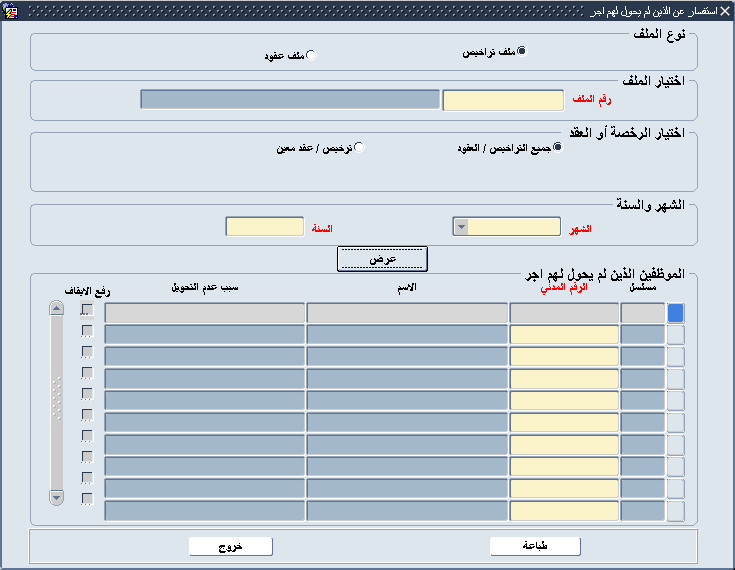 استفسار عن الذين لم يحول لهم اجر
نوع الملف
ملف تراخيص
ملف عقود
اختيار الملف
رقم الملف
اختيار الرخصة أو العقد
جميع التراخيص / العقود
ترخيص / عقد معين
الشهر والسنة
الشهر
السنة
عرض
الموظفين الذين لم يحول لهم اجر
مسلسل الرقم المدني الاسم سبب عدم التحويل رفع الايقاف
طباعة
خروج